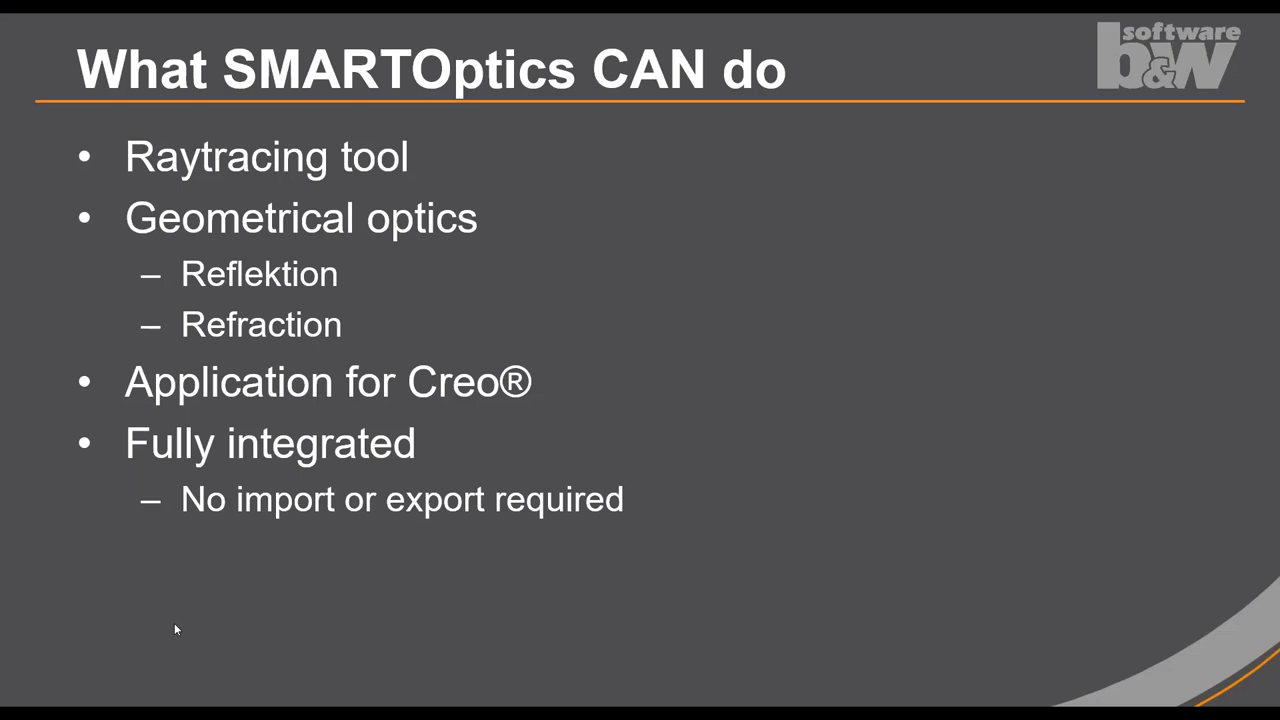 What SMARTOptics CAN do
software
b&w
• Raytracing tool
• Geometrical optics
– Reflektion
– Refraction
• Application for Creo®
• Fully integrated
– No import or export required